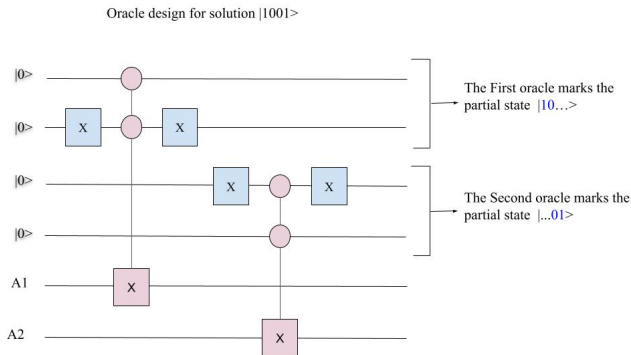 Oracle design for solution |1001>
|0>
|0>
X
X
The First oracle marks the
partial state |10...>
|0>
X
X
The Second oracle marks the
partial state |...01>
|0>
A1
X
A2
X